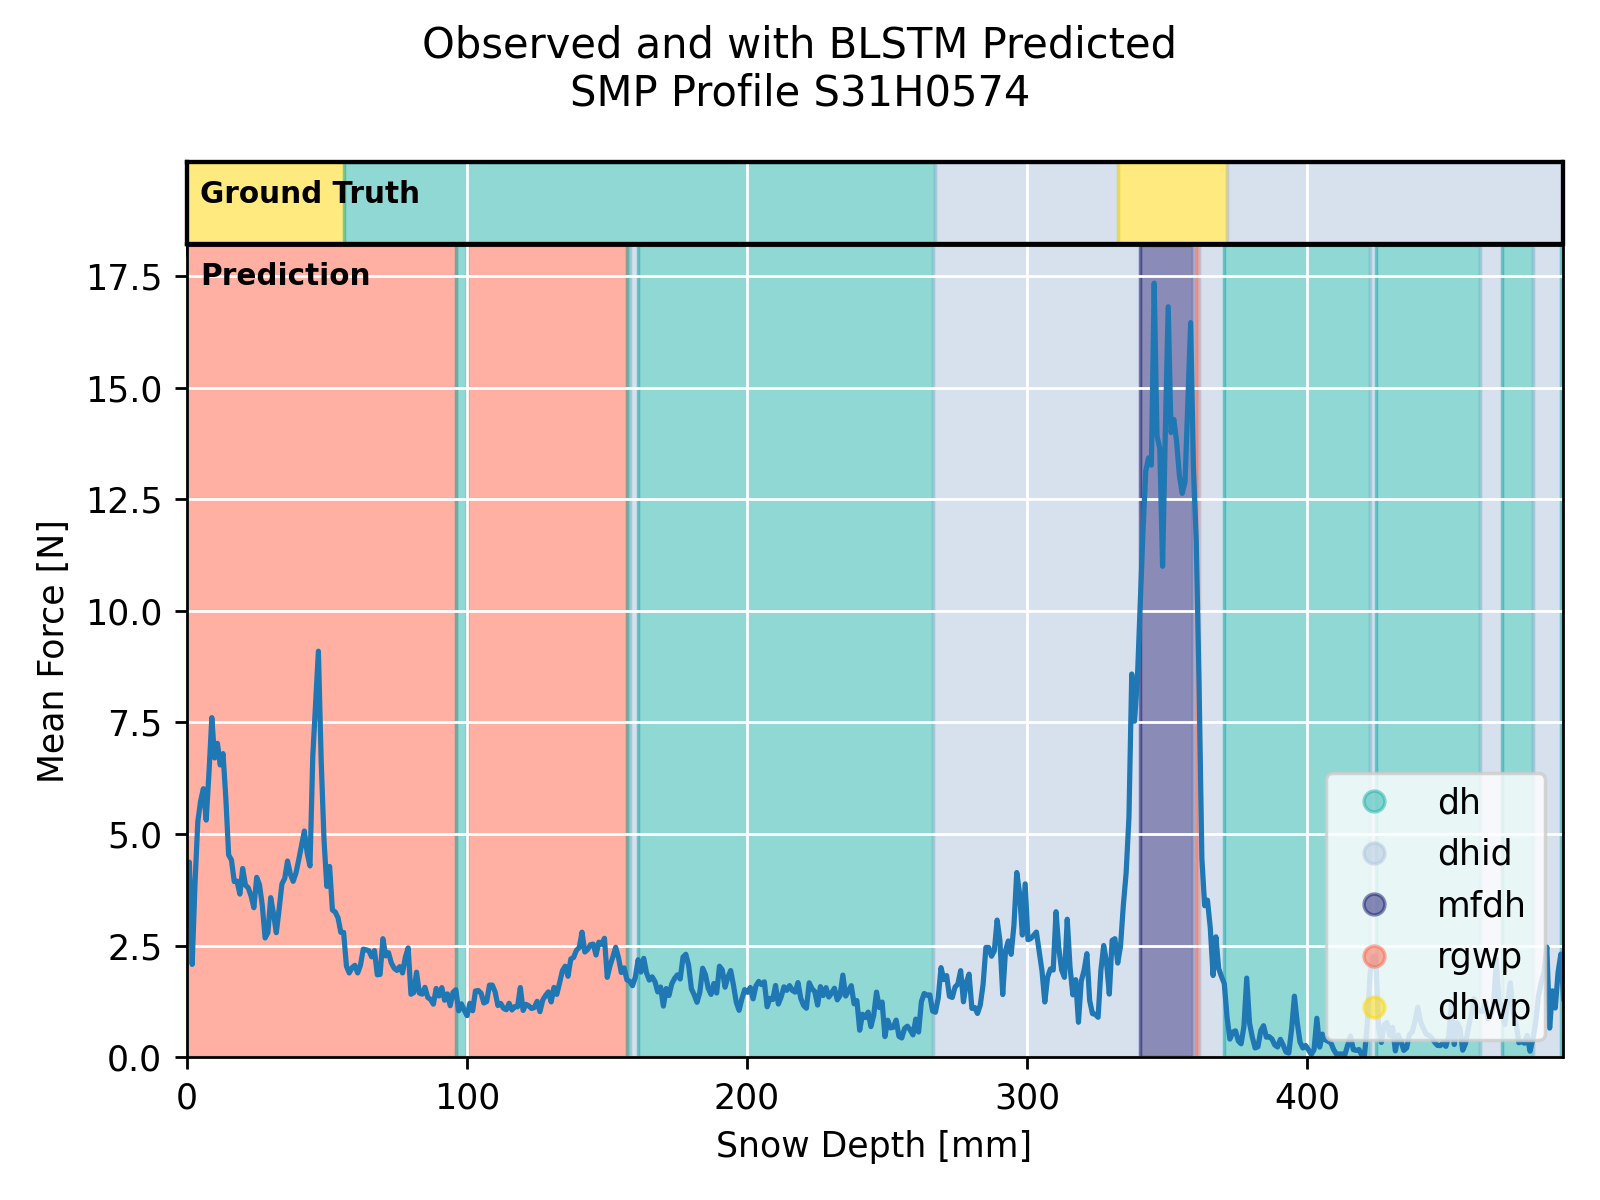 Observed and with BLSTM Predicted
SMP Profile S31H0574
Ground Truth
Prediction
17.5
15.0
12.5
10.0
7.5
5.0
2.5
0.0
Mean Force [N]
dh
dhid
mfdh
rgwp
dhwp
0 100 200 300 400
Snow Depth [mm]